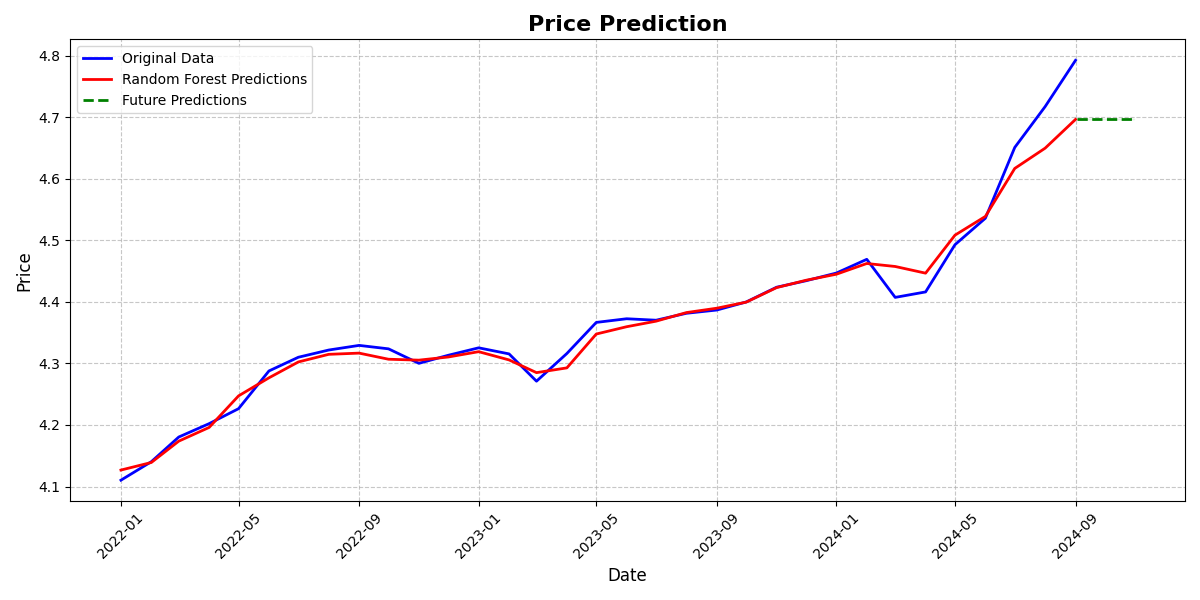 Price Prediction
Original Data
Random Forest Predictions
Future Predictions
Price
4.8
4.7
4.6
4.5
4.4
4.3
4.2
4.1
2022-01
2022-05
2022-09
2023-01
2023-05
2023-09
2024-01
2024-05
2024-09
Date